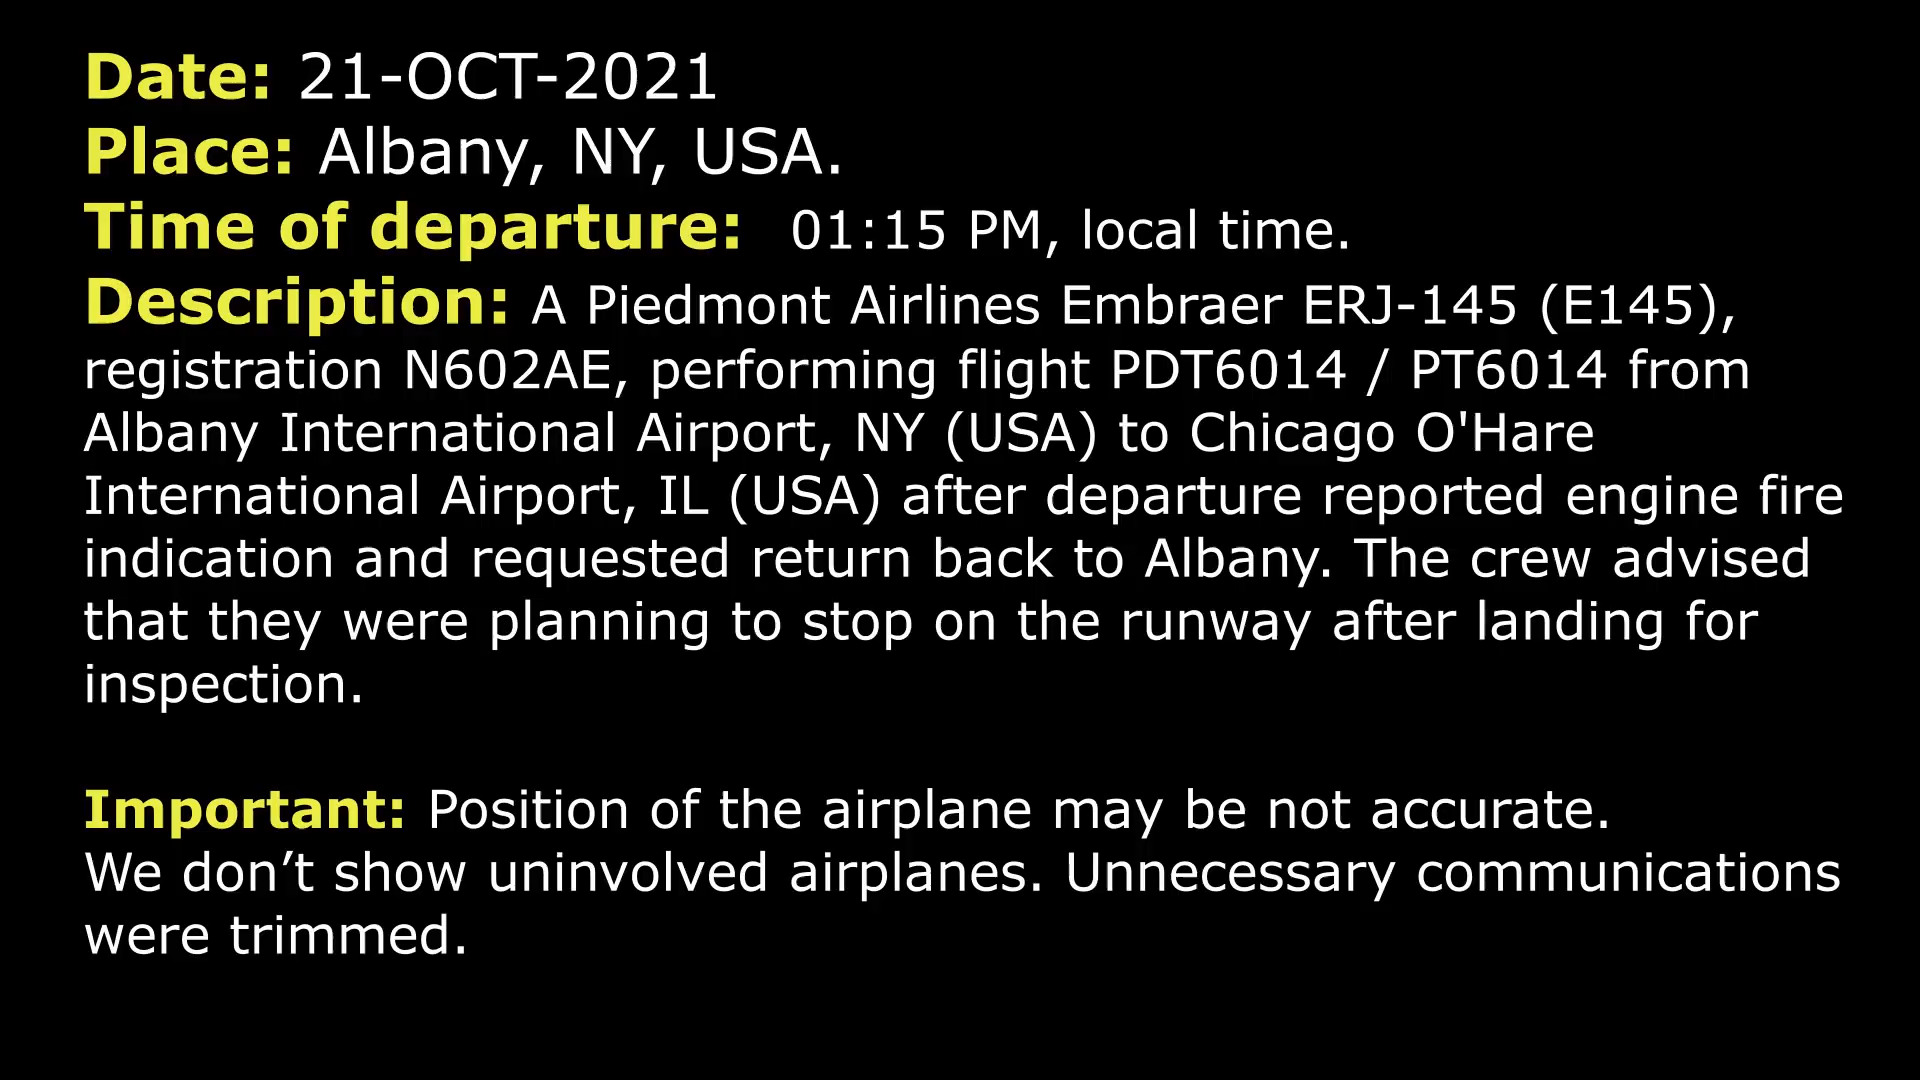 Date: 21-OCT-2021
Place: Albany, NY, USA.
Time of departure: 01:15 PM, local time.
Description: A Piedmont Airlines Embraer ERJ-145 (E145),
registration N602AE, performing flight PDT6014 / PT6014 from
Albany International Airport, NY (USA) to Chicago O'Hare
International Airport, IL (USA) after departure reported engine fire
indication and requested return back to Albany. The crew advised
that they were planning to stop on the runway after landing for
inspection.
Important: Position of the airplane may be not accurate.
We don’t show uninvolved airplanes. Unnecessary communications
were trimmed.